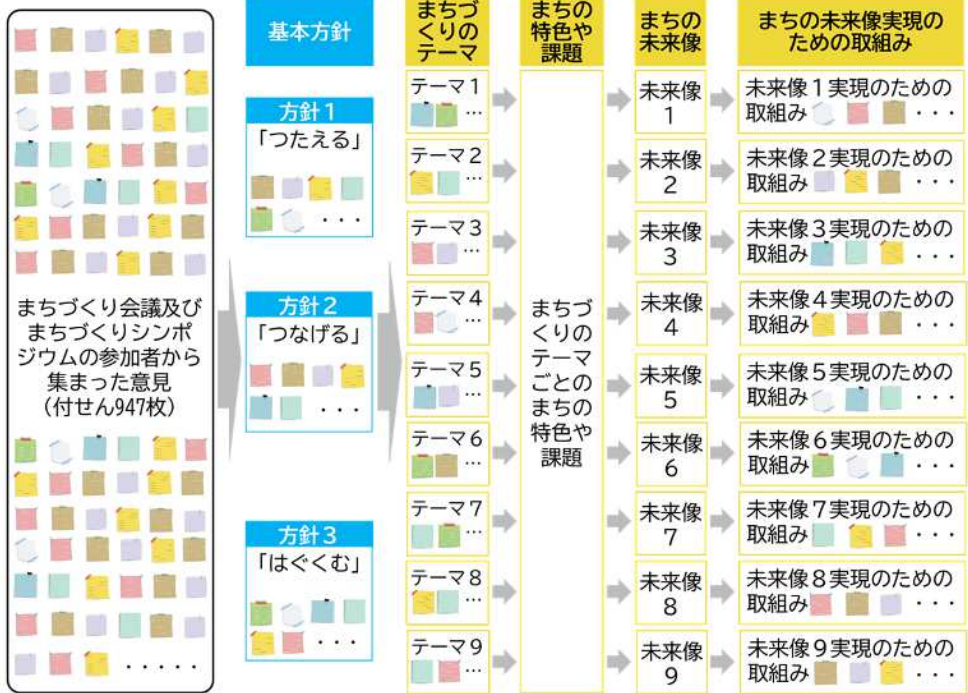 まちづくり会議及び
まちづくりシンポ
ジウムの参加者から
集まった意見
(付せん947枚)
・・・・・
基本方針
方針1
「つたえる」
・・・
方針2
「つなげる」
・・・
方針3
「はぐくむ」
・・・
まちづ
くりの
テーマ
テーマ1
…
テーマ2
…
テーマ3
…
テーマ4
…
テーマ5
…
テーマ6
…
テーマ7
…
テーマ8
…
テーマ9
…
まちの
特色や
課題
まちづ
くりの
テーマ
ごとの
まちの
特色や
課題
まちの
未来像
未来像
1
未来像
2
未来像
3
未来像
4
未来像
5
未来像
6
未来像
7
未来像
8
未来像
9
まちの未来像実現の
ための取組み
未来像1実現のための
取組み ・・・
未来像2実現のための
取組み ・・・
未来像3実現のための
取組み ・・・
未来像4実現のための
取組み ・・・
未来像5実現のための
取組み ・・・
未来像6実現のための
取組み ・・・
未来像7実現のための
取組み ・・・
未来像8実現のための
取組み ・・・
未来像9実現のための
取組み ・・・